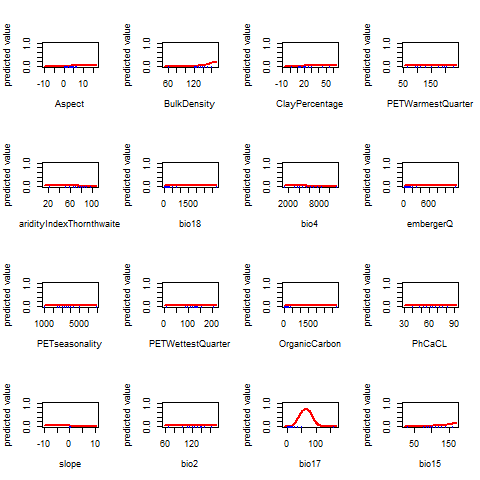 predicted value 0.0 1.0 -10 0 10 Aspect
predicted value 0.0 1.0 60 120 BulkDensity
predicted value 0.0 1.0 -10 20 50 ClayPercentage
predicted value 0.0 1.0 50 150 PETWarmestQuarter
predicted value 0.0 1.0 20 60 100 aridityIndexThornthwaite
predicted value 0.0 1.0 0 1500 bio18
predicted value 0.0 1.0 2000 8000 bio4
predicted value 0.0 1.0 0 600 embergerQ
predicted value 0.0 1.0 1000 5000 PETseasonality
predicted value 0.0 1.0 0 100 200 PETWettestQuarter
predicted value 0.0 1.0 0 1500 OrganicCarbon
predicted value 0.0 1.0 30 50 70 90 PhCaCL
predicted value 0.0 1.0 -10 0 10 slope
predicted value 0.0 1.0 60 120 bio2
predicted value 0.0 1.0 0 100 bio17
predicted value 0.0 1.0 50 150 bio15